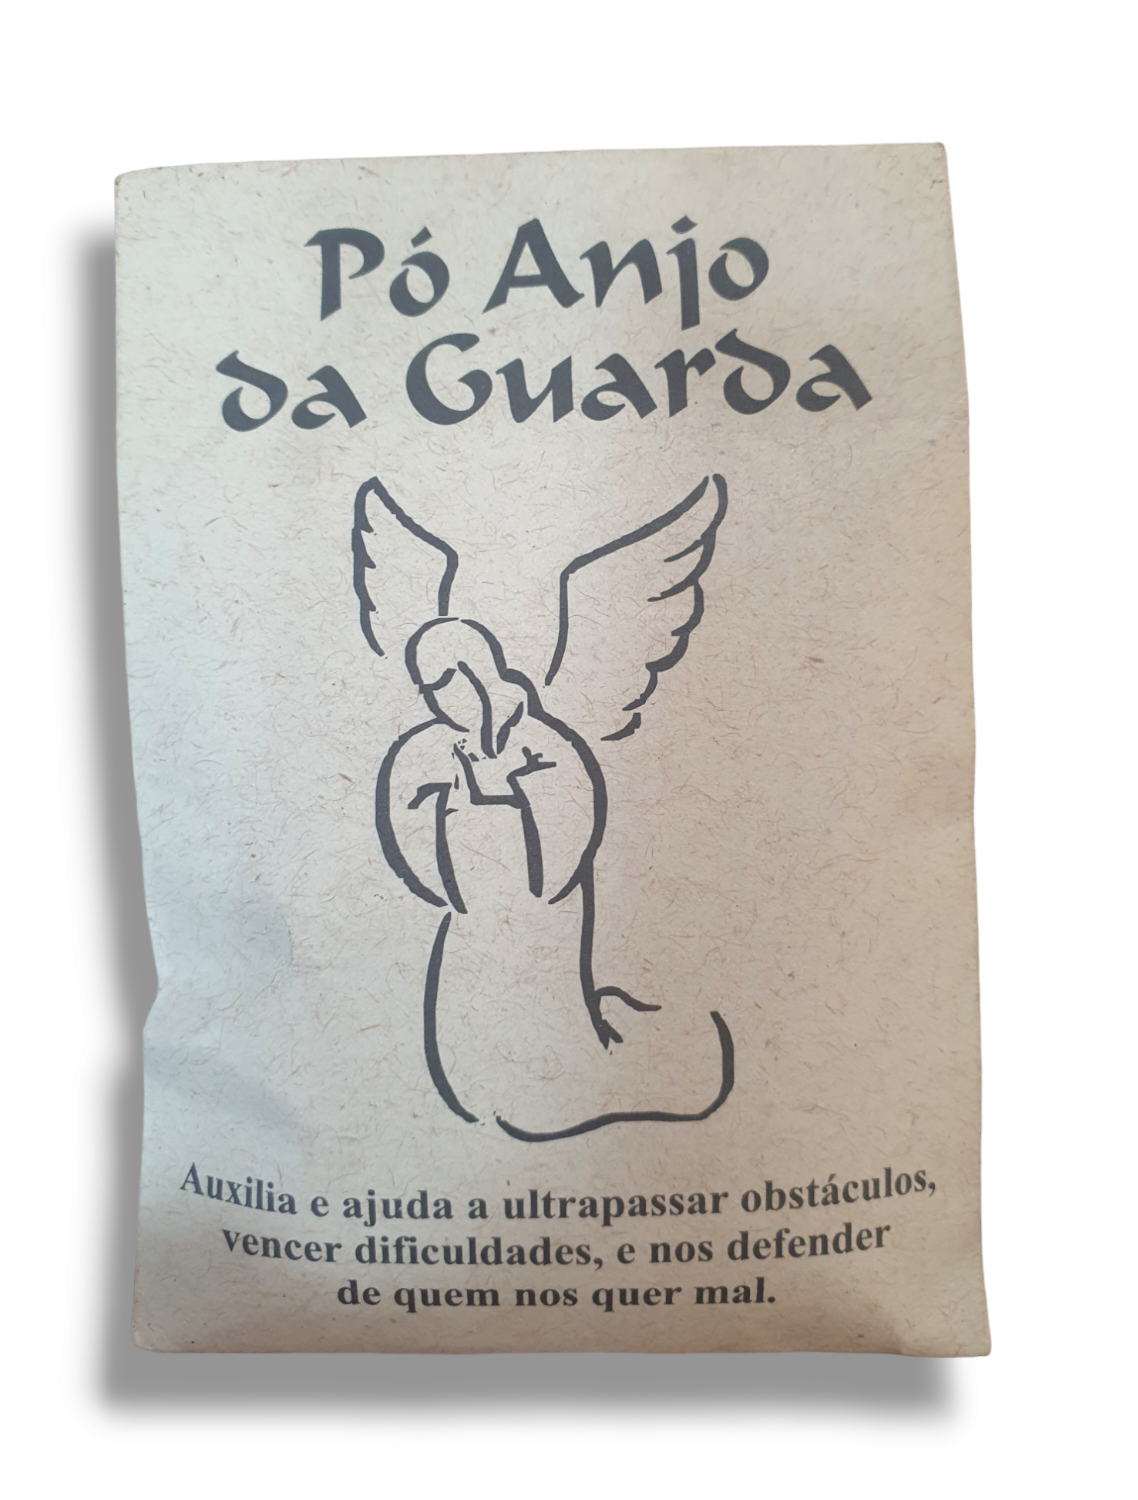 Pó Anjo
da Guarda
Auxilia e ajuda a ultrapassar obstáculos,
vencer dificuldades, e nos defender
de quem nos quer mal.